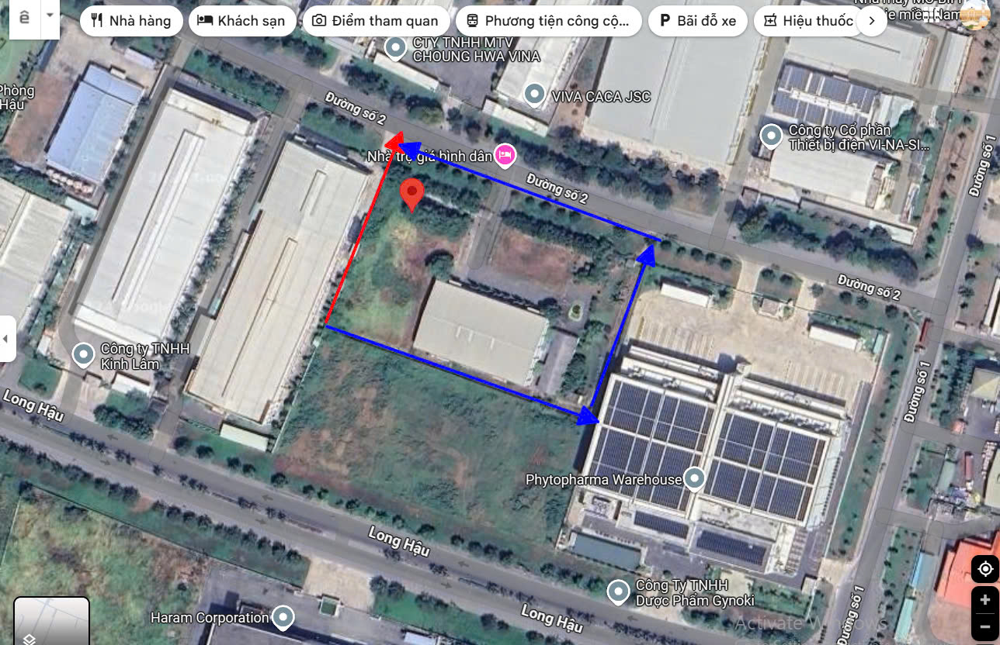 ê
Nhà hàng
Khách sạn
Điểm tham quan
Phương tiện công cộ...
P Bãi đỗ xe
Hiệu thuốc
CTY TNHH MTV
CHOUNG HWA VINA
VIVA CACA JSC
Phòng
Hậu
Đường số 2
Công ty Cổ phần
Thiết bị điện VI-NA-SI...
Nhà trọ giá bình dân
Đường số 1
Đường số 2
Đường số 2
Công ty TNHH
Kinh Lâm
Đường số 1
Long Hậu
Phytopharma Warehouse
Long Hậu
Công Ty TNHH
Dược Phẩm Gynoki
Haram Corporation
Long Hậu
Đường số 1
Activate Windows